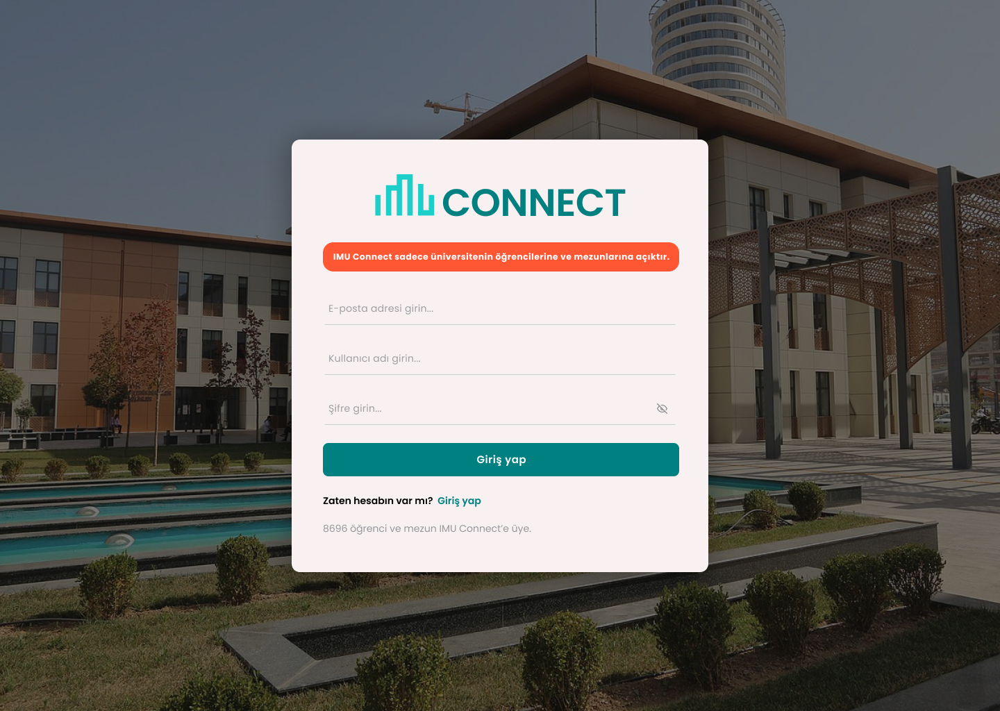 imu CONNECT
IMU Connect sadece üniversitenin öğrencilerine ve mezunlarına açıktır.
E-posta adresi girin...
Kullanıcı adı girin...
Şifre girin...
Giriş yap
Zaten hesabın var mı? Giriş yap
8696 öğrenci ve mezun IMU Connect’e üye.